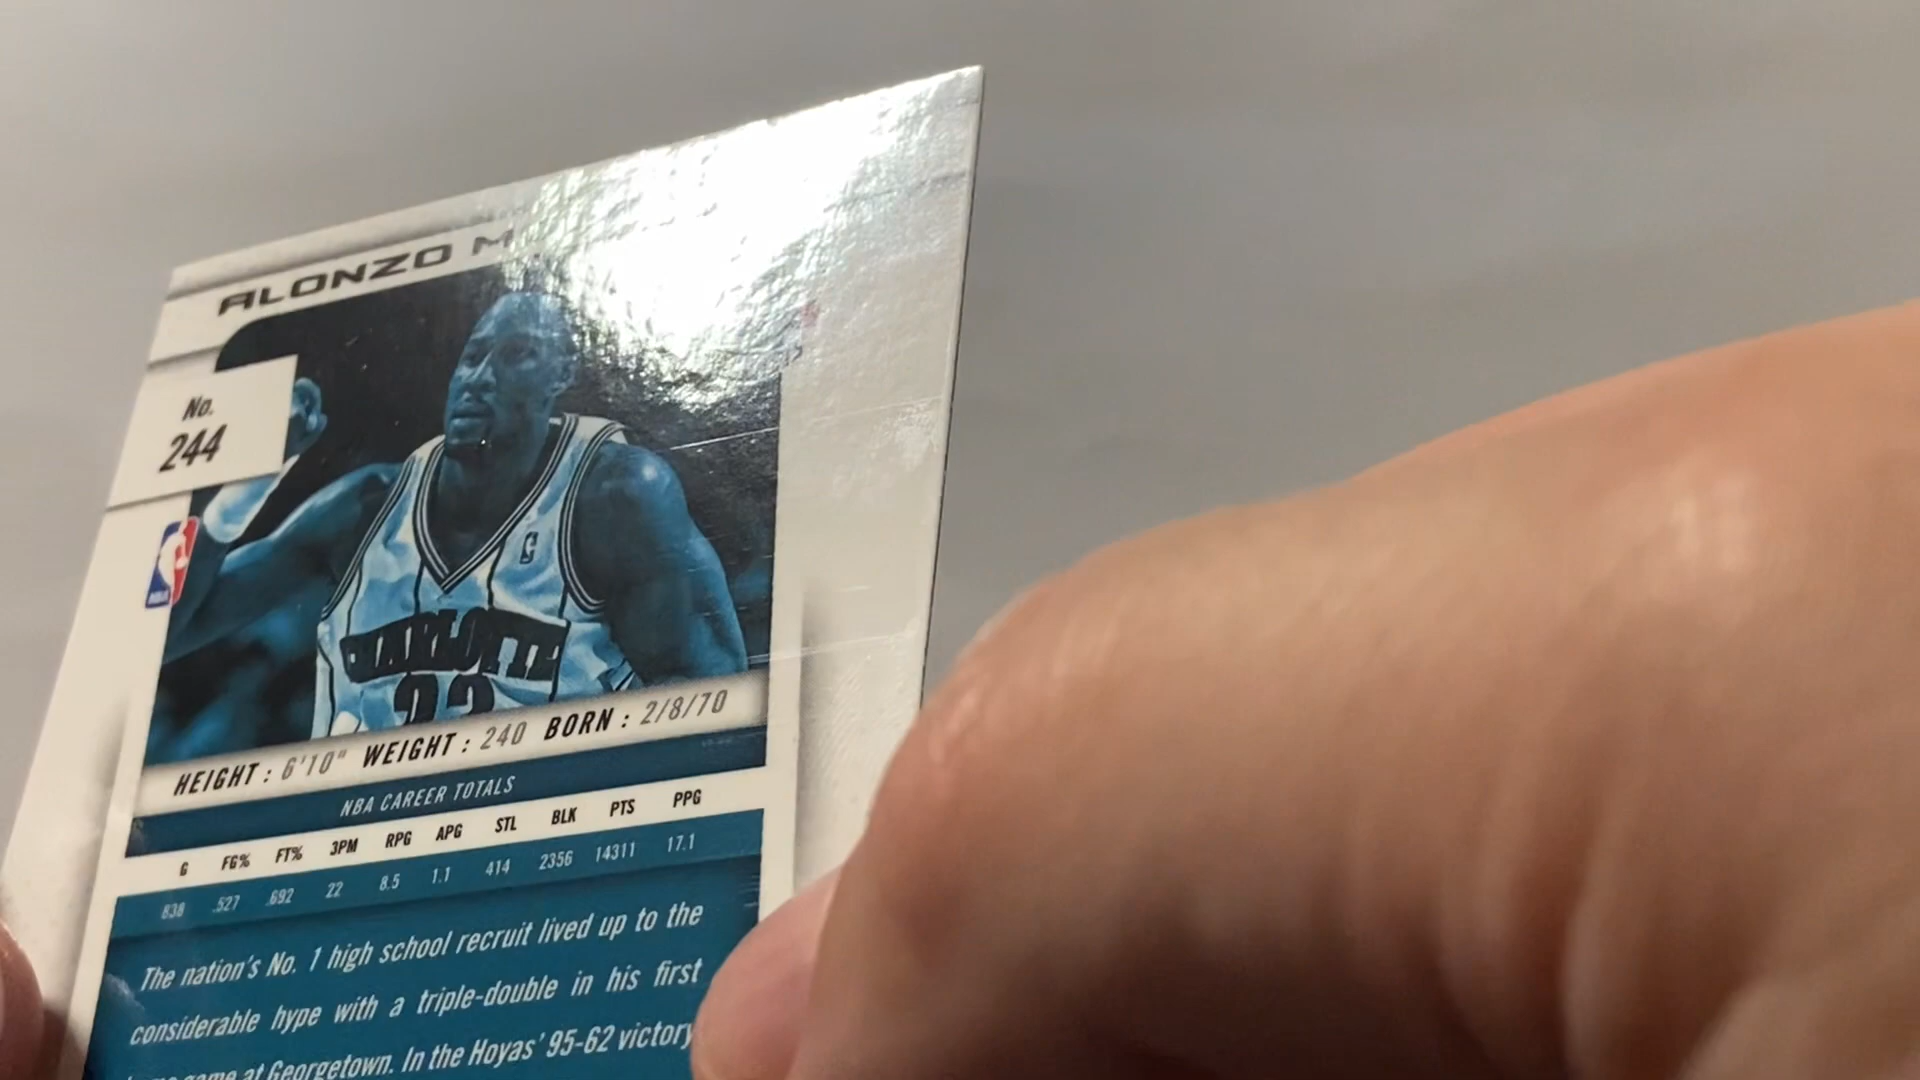 ALONZO M
No.
244
CHARLOTTE
HEIGHT: 6'10" WEIGHT: 240 BORN: 2/8/70
NBA CAREER TOTALS
G FG% FT% 3PM RPG APG STL BLK PTS PPG
838 .527 .692 22 8.5 1.1 414 2356 14311 17.1
The nation's No. 1 high school recruit lived up to the
considerable hype with a triple-double in his first
game at Georgetown. In the Hoyas' 95-62 victory